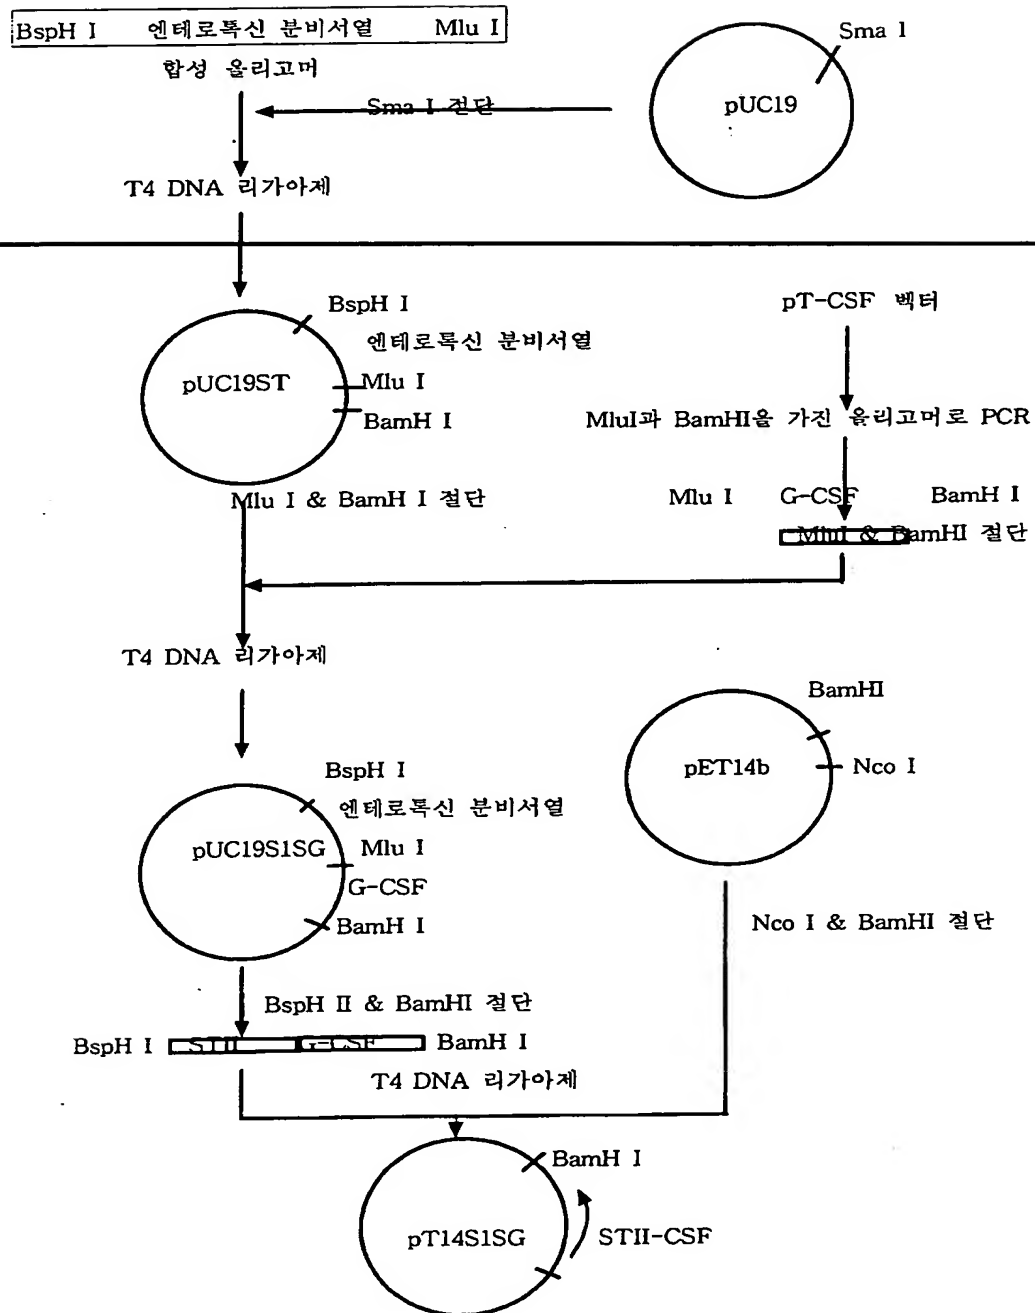 BspH I 엔테로톡신 분비서열 Mlu I
합성 올리고머
Sma I
pUC19
Sma I 절단
T4 DNA 리가아제
BspH I
엔테로톡신 분비서열
pUC19ST
Mlu I
BamH I
pT-CSF 벡터
MluI과 BamHI을 가진 올리고머로 PCR
Mlu I & BamH I 절단
Mlu I G-CSF BamH I
MluI & BamHI 절단
T4 DNA 리가아제
BamHI
pET14b
Nco I
BspH I
엔테로톡신 분비서열
pUC19S1SG
Mlu I
G-CSF
BamH I
Nco I & BamHI 절단
BspH II & BamHI 절단
BspH I STII G-CSF BamH I
T4 DNA 리가아제
BamH I
pT14S1SG
STII-CSF